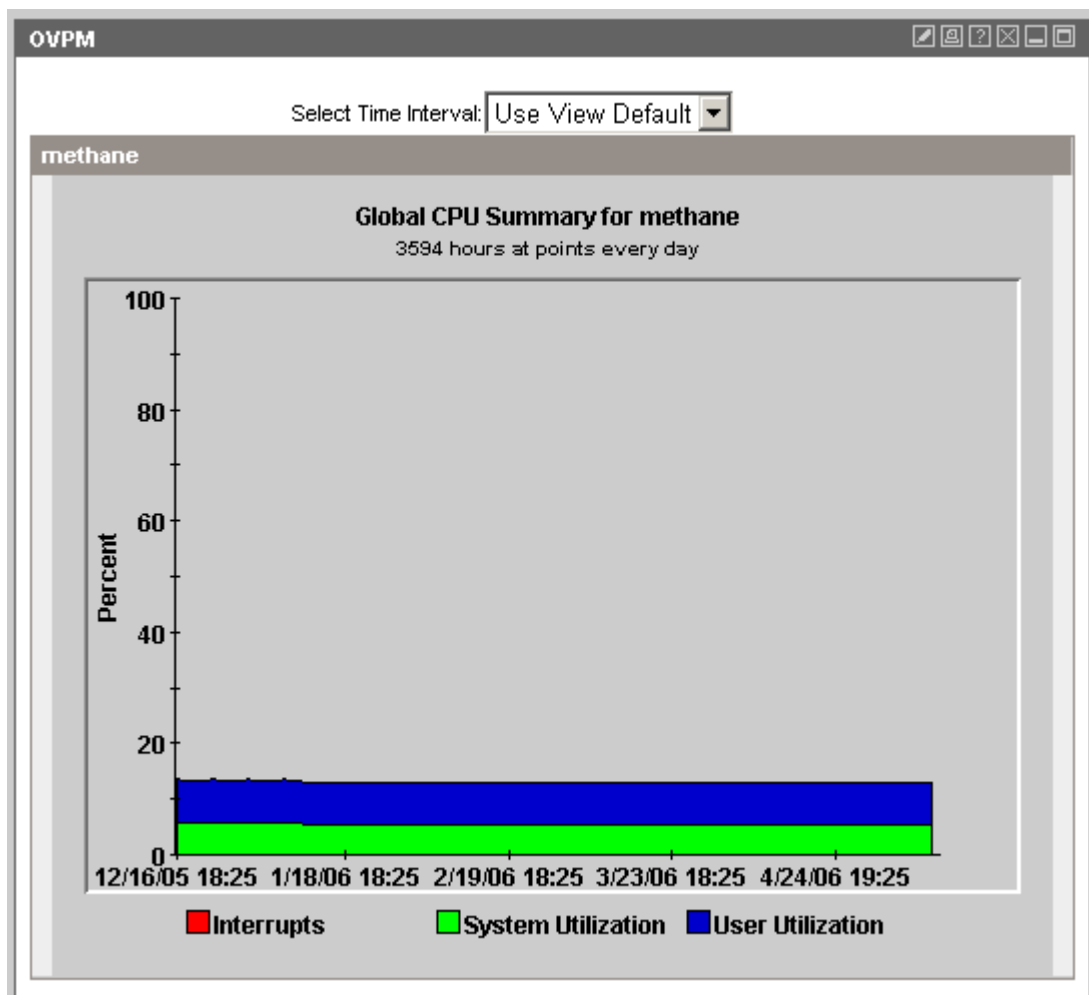 OVPM
Select Time Interval: Use View Default
methane
Global CPU Summary for methane
3594 hours at points every day
100
80
60
40
20
0
Percent
12/16/05 18:25 1/18/06 18:25 2/19/06 18:25 3/23/06 18:25 4/24/06 19:25
Interrupts System Utilization User Utilization